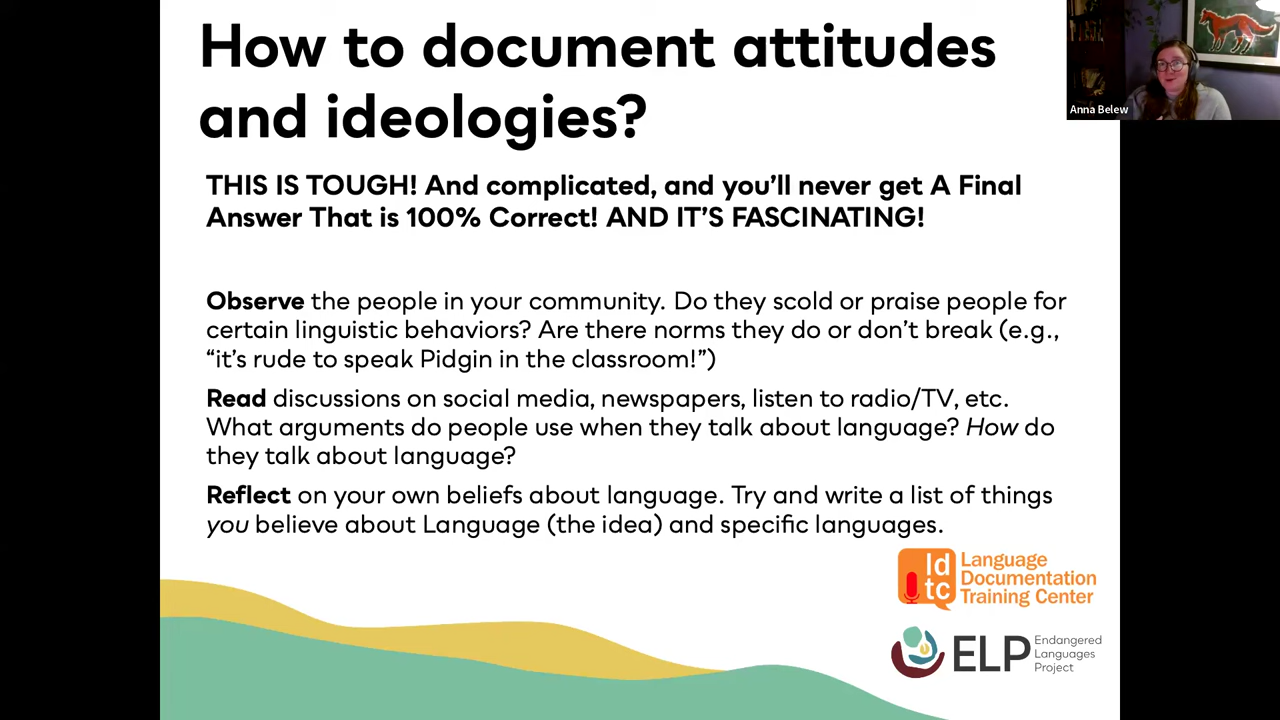 How to document attitudes
and ideologies?
Anna Belew
THIS IS TOUGH! And complicated, and you’ll never get A Final
Answer That is 100% Correct! AND IT’S FASCINATING!
Observe the people in your community. Do they scold or praise people for
certain linguistic behaviors? Are there norms they do or don’t break (e.g.,
“it’s rude to speak Pidgin in the classroom!”)
Read discussions on social media, newspapers, listen to radio/TV, etc.
What arguments do people use when they talk about language? How do
they talk about language?
Reflect on your own beliefs about language. Try and write a list of things
you believe about Language (the idea) and specific languages.
ld
tc
Language
Documentation
Training Center
ELP
Endangered
Languages
Project